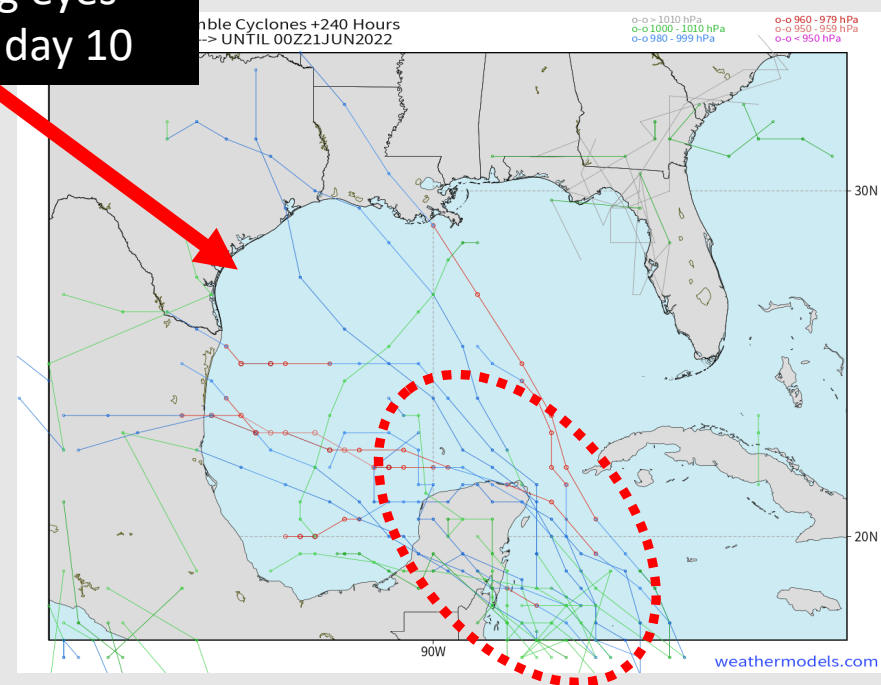 eyes
day 10
Cyclones +240 Hours
--> UNTIL 00Z21JUN2022
o-o > 1010 hPa
o-o 1000 - 1010 hPa
o-o 980 - 999 hPa
o-o 960 - 979 hPa
o-o 950 - 959 hPa
o-o < 950 hPa
30N
20N
90W
weathermodels.com